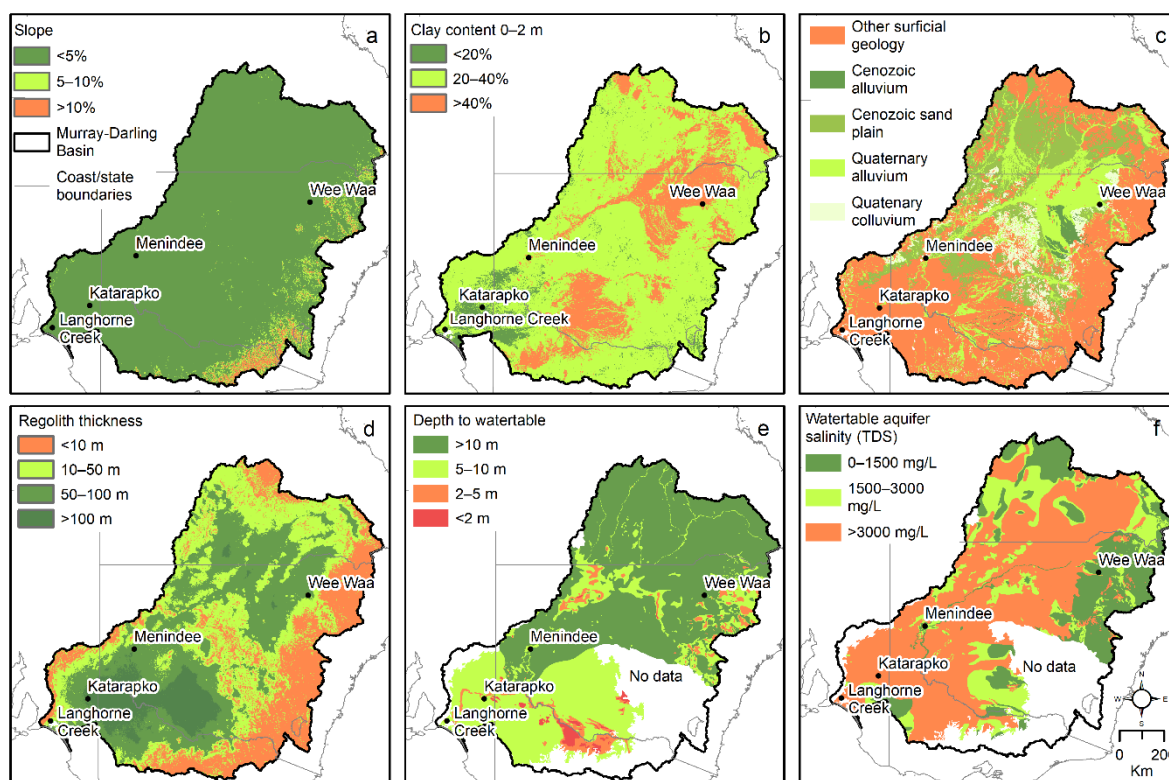 Slope
a
<5%
5–10%
>10%
Murray-Darling
Basin
Coast/state
boundaries
Wee Waa
Menindee
Katarapko
Langhorne
Creek
Clay content 0–2 m
b
<20%
20–40%
>40%
Wee Waa
Menindee
Katarapko
Langhorne Creek
c
Other surficial
geology
Cenozoic
alluvium
Cenozoic sand
plain
Quaternary
alluvium
Quaternary
colluvium
Wee Waa
Menindee
Katarapko
Langhorne
Creek
Regolith thickness
d
<10 m
10–50 m
50–100 m
>100 m
Wee Waa
Menindee
Katarapko
Langhorne
Creek
Depth to watertable
e
>10 m
5–10 m
2–5 m
<2 m
Wee Waa
Menindee
No data
Katarapko
Langhorne
Creek
Watertable aquifer
salinity (TDS)
f
0–1500 mg/L
1500–3000
mg/L
>3000 mg/L
Wee Waa
Menindee
No data
Katarapko
Langhorne
Creek
N
W E
S
0
Km